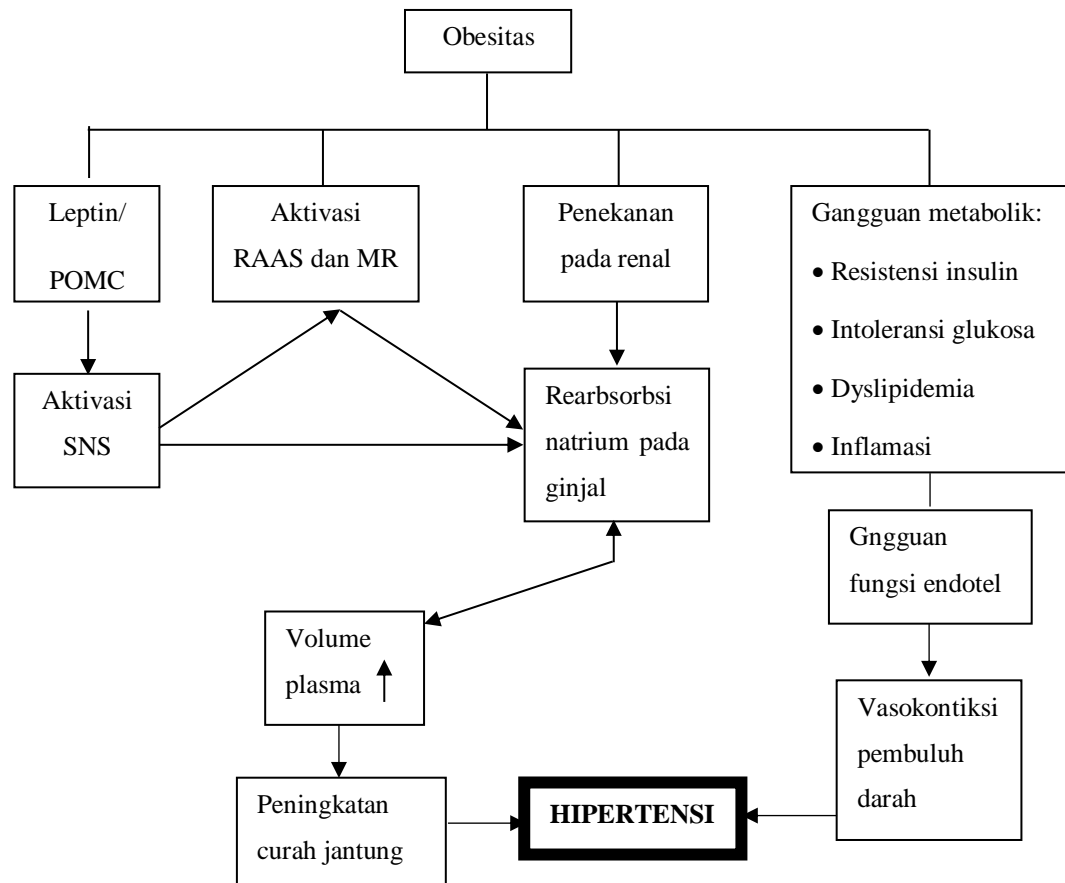 Obesitas
Leptin/
POMC
Aktivasi
RAAS dan MR
Penekanan
pada renal
Gangguan metabolik:
• Resistensi insulin
• Intoleransi glukosa
• Dyslipidemia
• Inflamasi
Aktivasi
SNS
Rearbsorbsi
natrium pada
ginjal
Gngguan
fungsi endotel
Volume
plasma
Vasokontiksi
pembuluh
darah
Peningkatan
curah jantung
HIPERTENSI